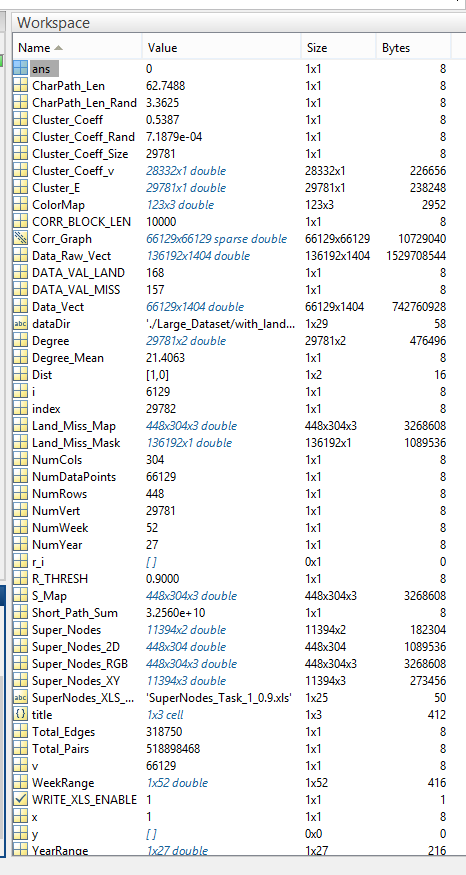 Workspace
Name Value Size Bytes
ans 0 1x1 8
CharPath_Len 62.7488 1x1 8
CharPath_Len_Rand 3.3625 1x1 8
Cluster_Coeff 0.5387 1x1 8
Cluster_Coeff_Rand 7.1879e-04 1x1 8
Cluster_Coeff_Size 29781 1x1 8
Cluster_Coeff_v 28332x1 double 28332x1 226656
Cluster_E 29781x1 double 29781x1 238248
ColorMap 123x3 double 123x3 2952
CORR_BLOCK_LEN 10000 1x1 8
Corr_Graph 66129x66129 sparse double 66129x66129 10729040
Data_Raw_Vect 136192x1404 double 136192x1404 1529708544
DATA_VAL_LAND 168 1x1 8
DATA_VAL_MISS 157 1x1 8
Data_Vect 66129x1404 double 66129x1404 742760928
abc dataDir './Large_Dataset/with_land... 1x29 58
Degree 29781x2 double 29781x2 476496
Degree_Mean 21.4063 1x1 8
Dist [1,0] 1x2 16
i 6129 1x1 8
index 29782 1x1 8
Land_Miss_Map 448x304x3 double 448x304x3 3268608
Land_Miss_Mask 136192x1 double 136192x1 1089536
NumCols 304 1x1 8
NumDataPoints 66129 1x1 8
NumRows 448 1x1 8
NumVert 29781 1x1 8
NumWeek 52 1x1 8
NumYear 27 1x1 8
r_i [ ] 0x1 0
R_THRESH 0.9000 1x1 8
S_Map 448x304x3 double 448x304x3 3268608
Short_Path_Sum 3.2560e+10 1x1 8
Super_Nodes 11394x2 double 11394x2 182304
Super_Nodes_2D 448x304 double 448x304 1089536
Super_Nodes_RGB 448x304x3 double 448x304x3 3268608
Super_Nodes_XY 11394x3 double 11394x3 273456
abc SuperNodes_XLS_... 'SuperNodes_Task_1_0.9.xls' 1x25 50
{} title 1x3 cell 1x3 412
Total_Edges 318750 1x1 8
Total_Pairs 518898468 1x1 8
v 66129 1x1 8
WeekRange 1x52 double 1x52 416
WRITE_XLS_ENABLE 1 1x1 1
x 1 1x1 8
y [ ] 0x0 0
YearRange 1x27 double 1x27 216